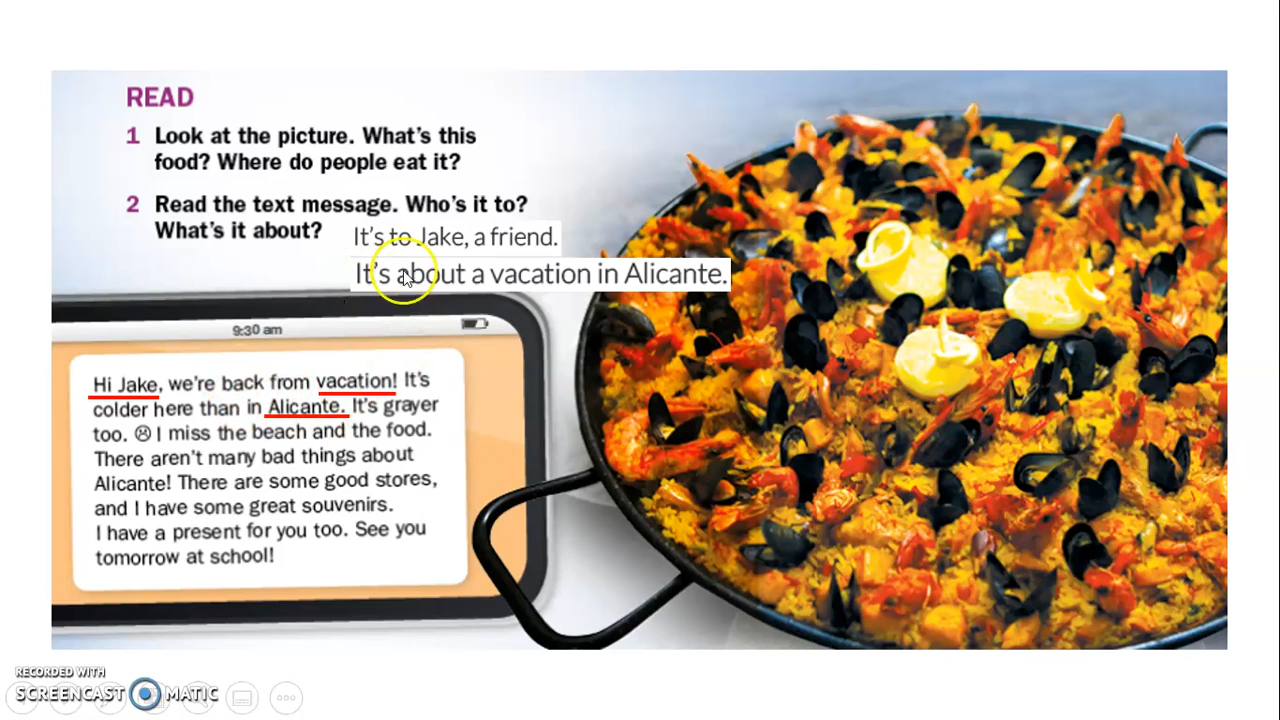 READ
1 Look at the picture. What's this
food? Where do people eat it?
2 Read the text message. Who's it to?
What's it about?
It's to Jake, a friend.
It's about a vacation in Alicante.
9:30 am
Hi Jake, we're back from vacation! It's
colder here than in Alicante. It's grayer
too. ☹ I miss the beach and the food.
There aren't many bad things about
Alicante! There are some good stores,
and I have some great souvenirs.
I have a present for you too. See you
tomorrow at school!
RECORDED WITH
SCREENCAST MATIC